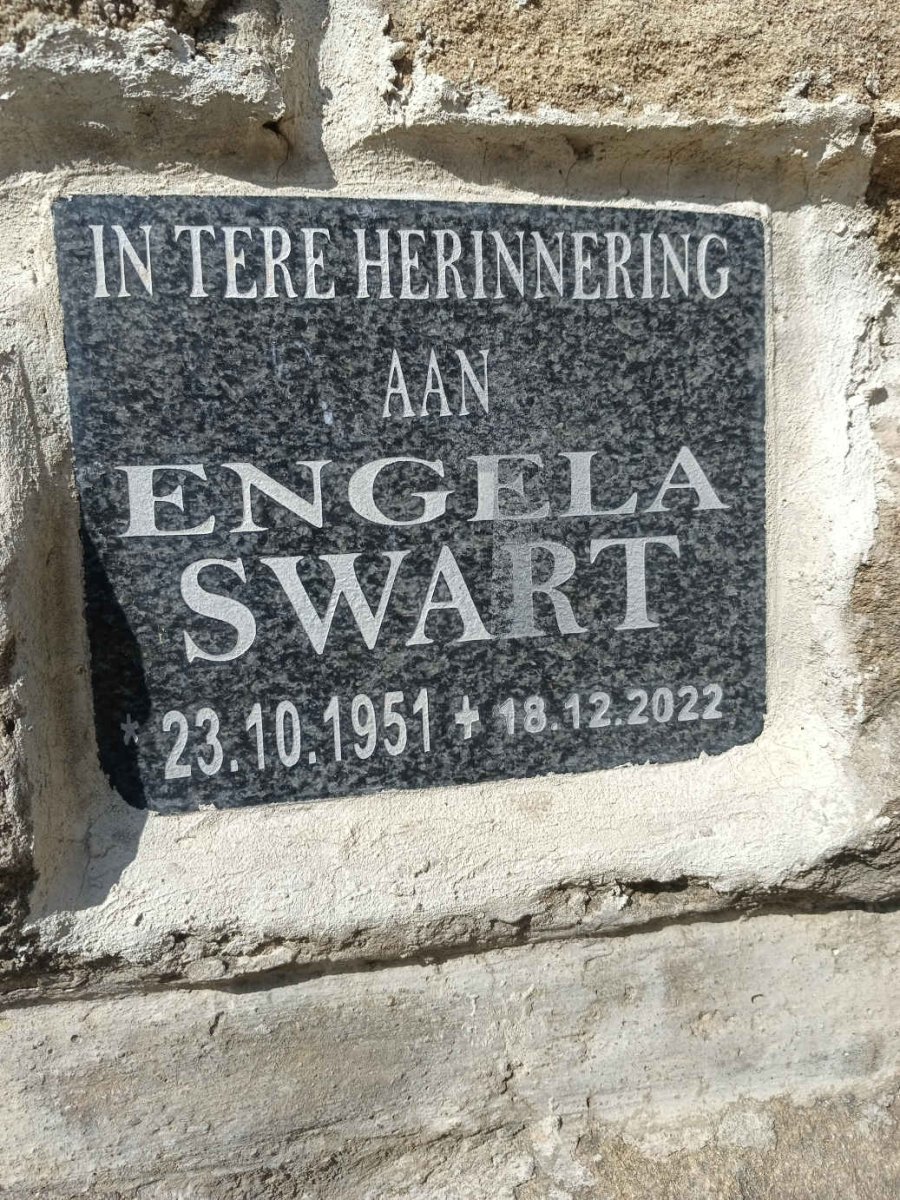 IN TERE HERINNERING
AAN
ENGELA
SWART
* 23.10.1951 + 18.12.2022